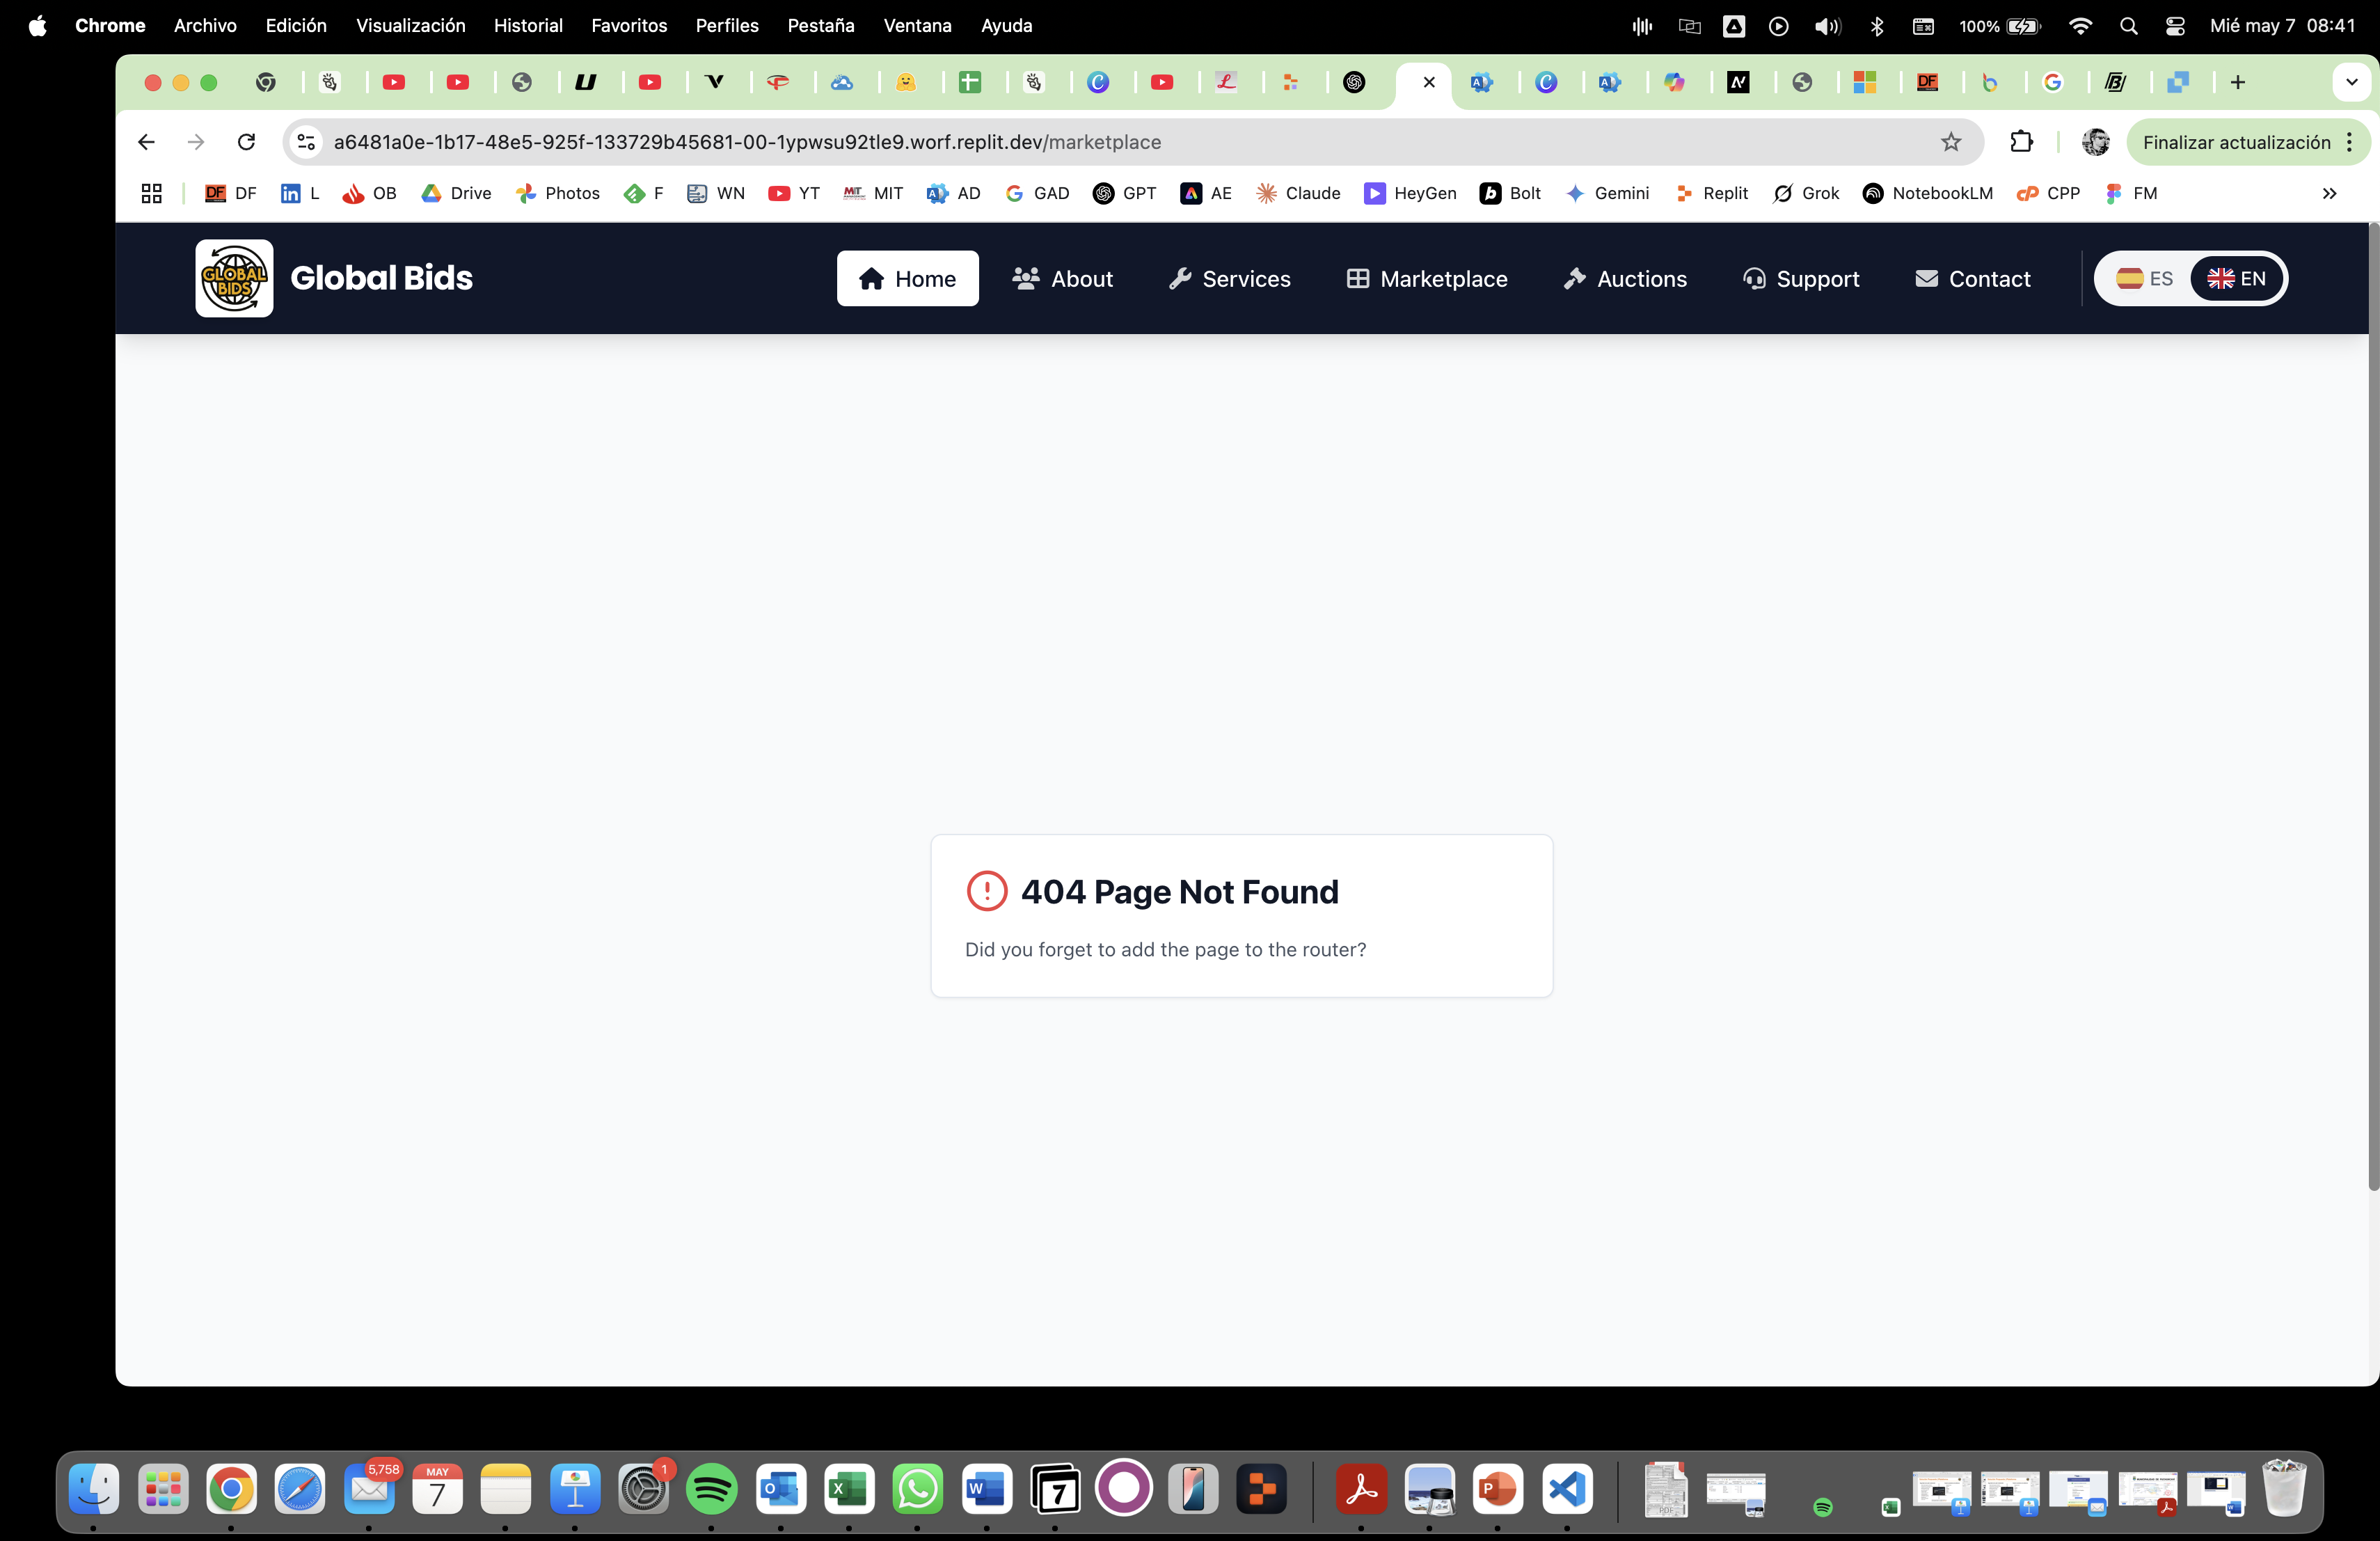 Chrome Archivo Edición Visualización Historial Favoritos Perfiles Pestaña Ventana Ayuda 100% Mié may 7 08:41
a6481a0e-1b17-48e5-925f-133729b45681-00-1ypwsu92tle9.worf.replit.dev/marketplace Finalizar actualización
DF DF L OB Drive Photos F WN YT MIT MIT AD GAD GPT AE Claude HeyGen Bolt Gemini Replit Grok NotebookLM CPP FM
GLOBAL BIDS Global Bids Home About Services Marketplace Auctions Support Contact ES EN
404 Page Not Found
Did you forget to add the page to the router?
5,758 MAY 7 1 7